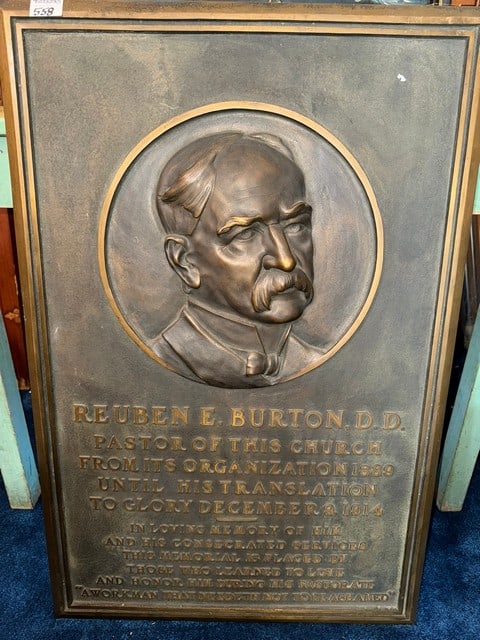 558
REUBEN E. BURTON, D.D.
PASTOR OF THIS CHURCH
FROM ITS ORGANIZATION 1889
UNTIL HIS TRANSLATION
TO GLORY DECEMBER 4, 1914
IN LOVING MEMORY OF HIM
AND HIS CONSECRATED SERVICES
THIS MEMORIAL IS PLACED BY
THOSE WHO LEARNED TO LOVE
AND HONOR HIM DURING HIS PASTORATE
"A WORKMAN THAT NEEDETH NOT TO BE ASHAMED"